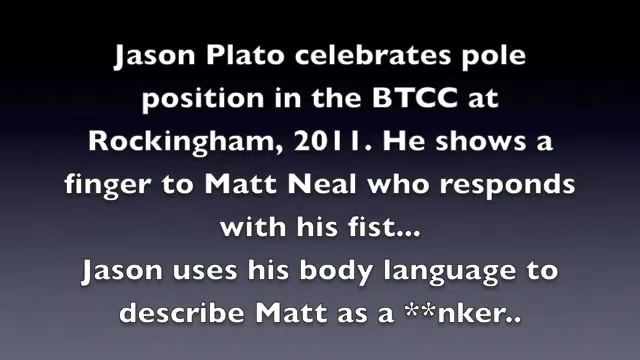 Jason Plato celebrates pole
position in the BTCC at
Rockingham, 2011. He shows a
finger to Matt Neal who responds
with his fist...
Jason uses his body language to
describe Matt as a **nker..